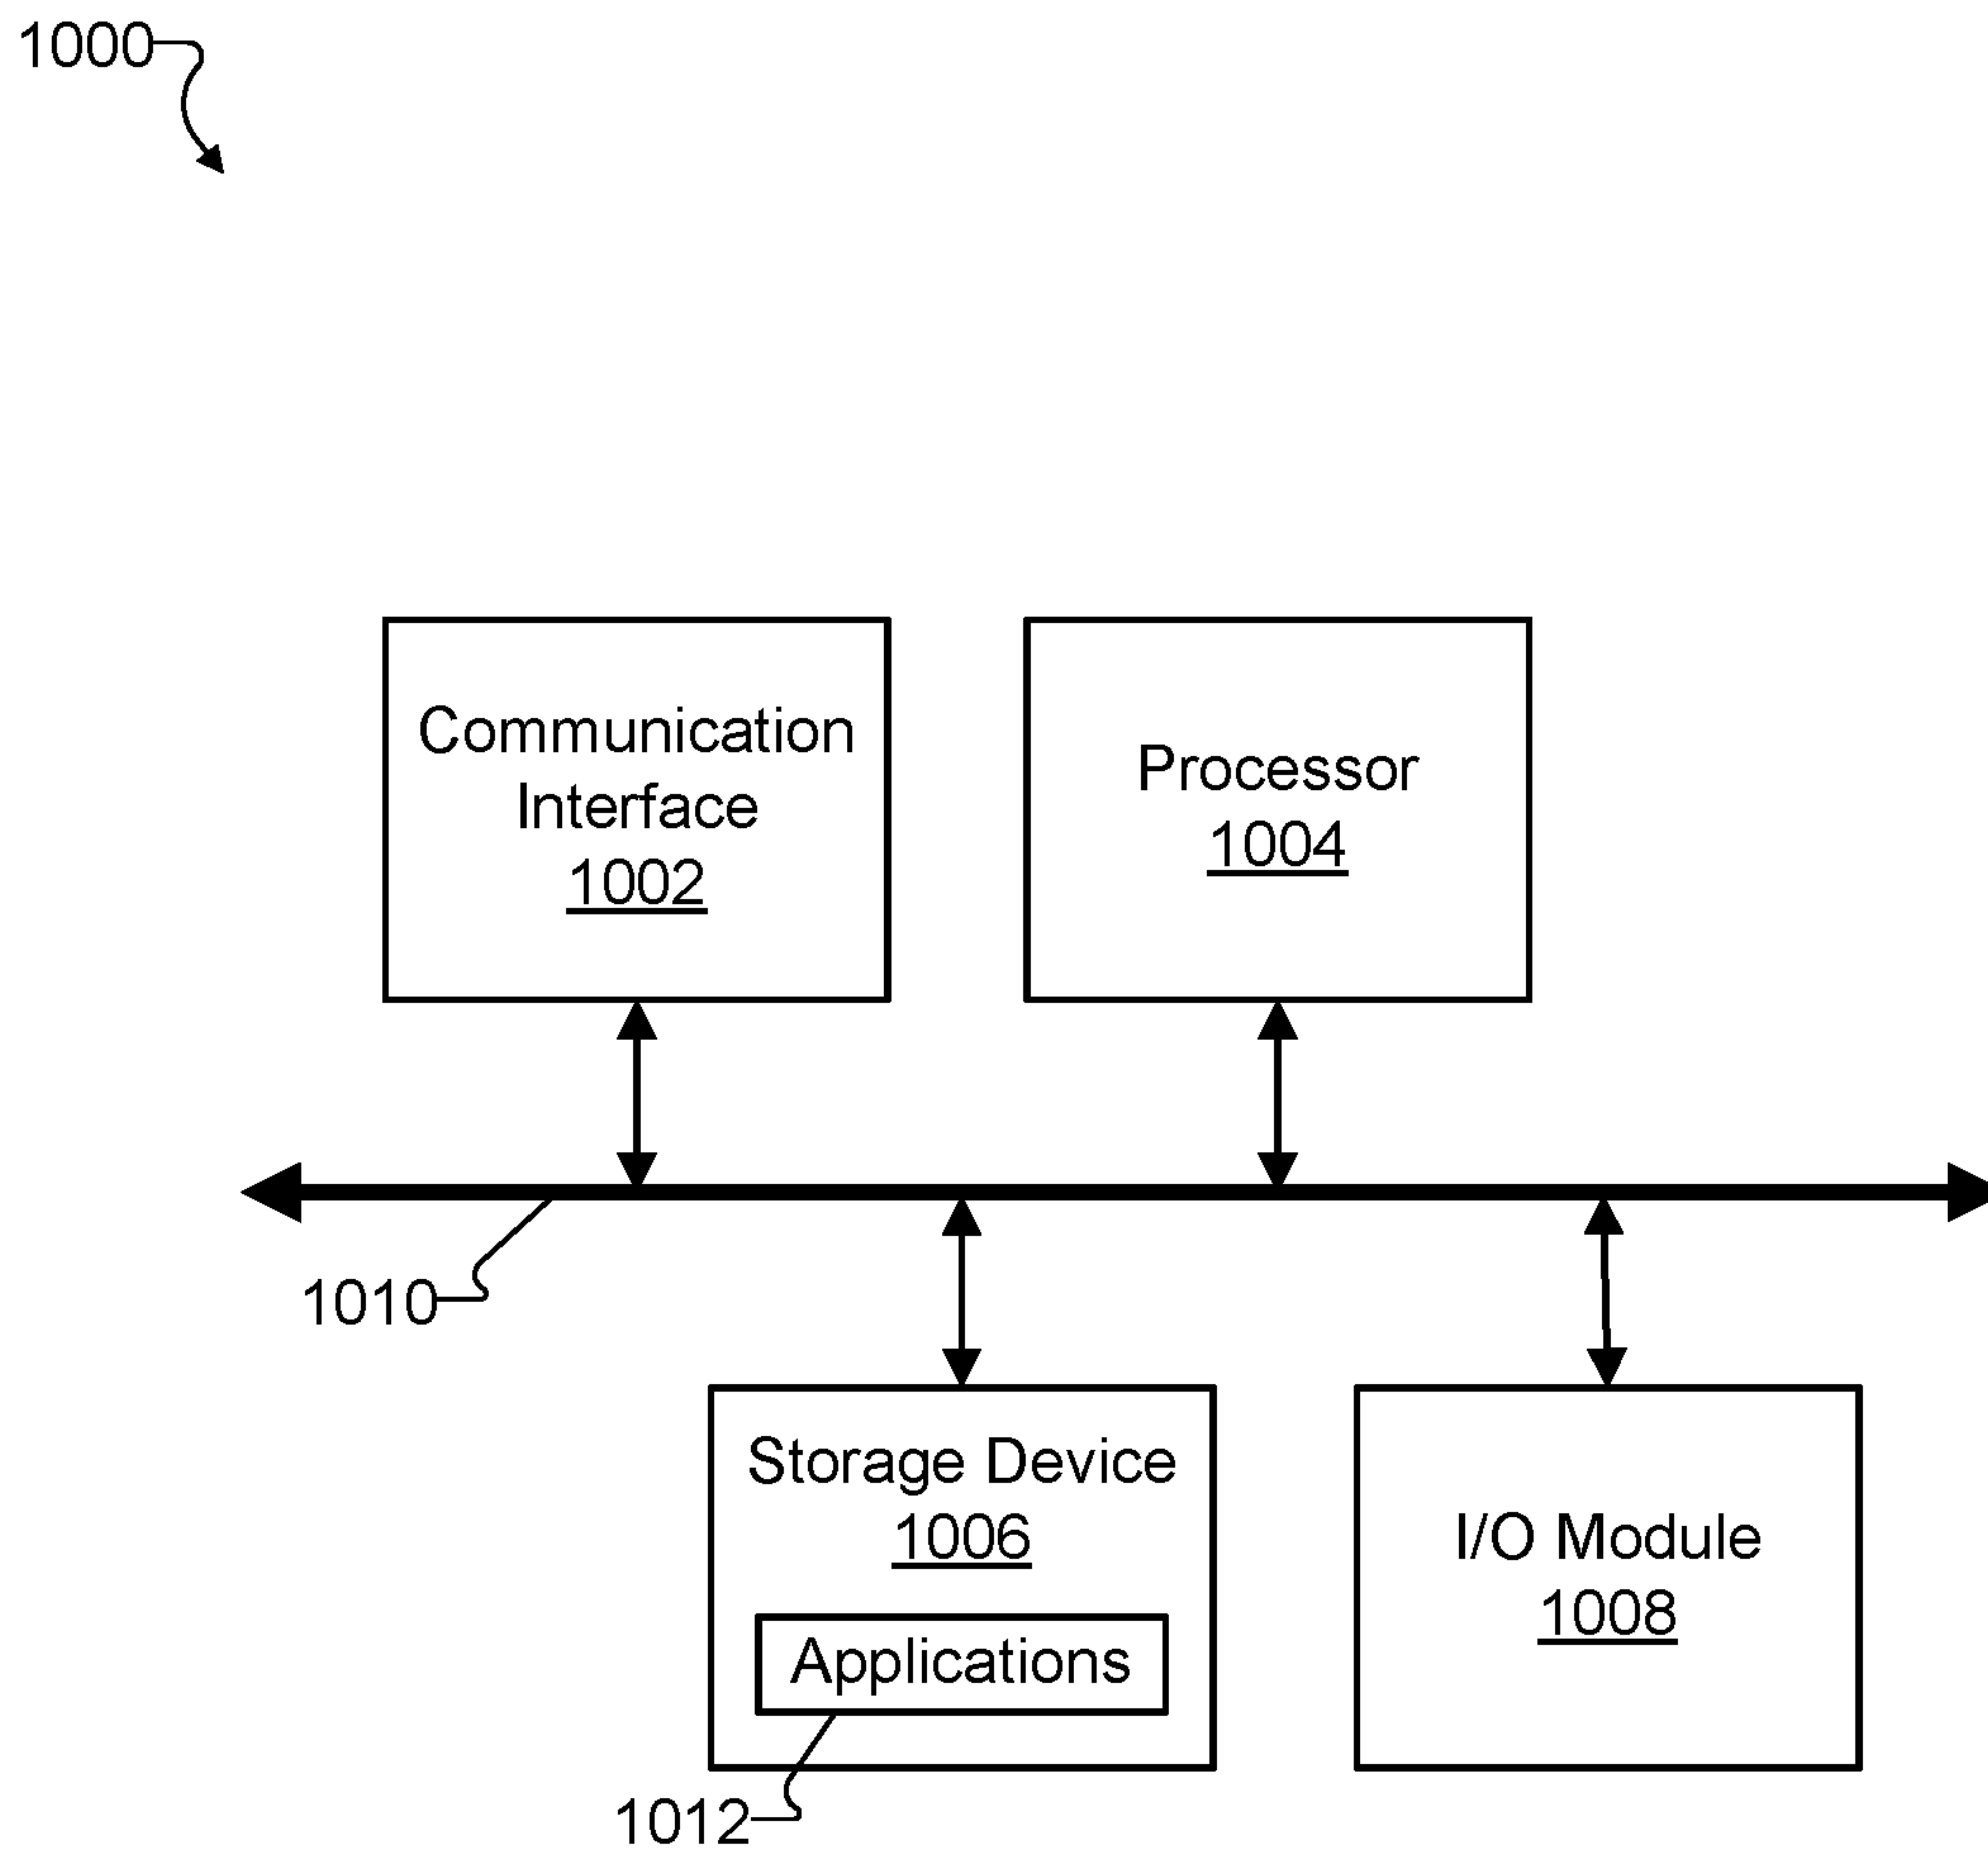 1000
Communication
Interface
1002
Processor
1004
1010
Storage Device
1006
Applications
1012
I/O Module
1008